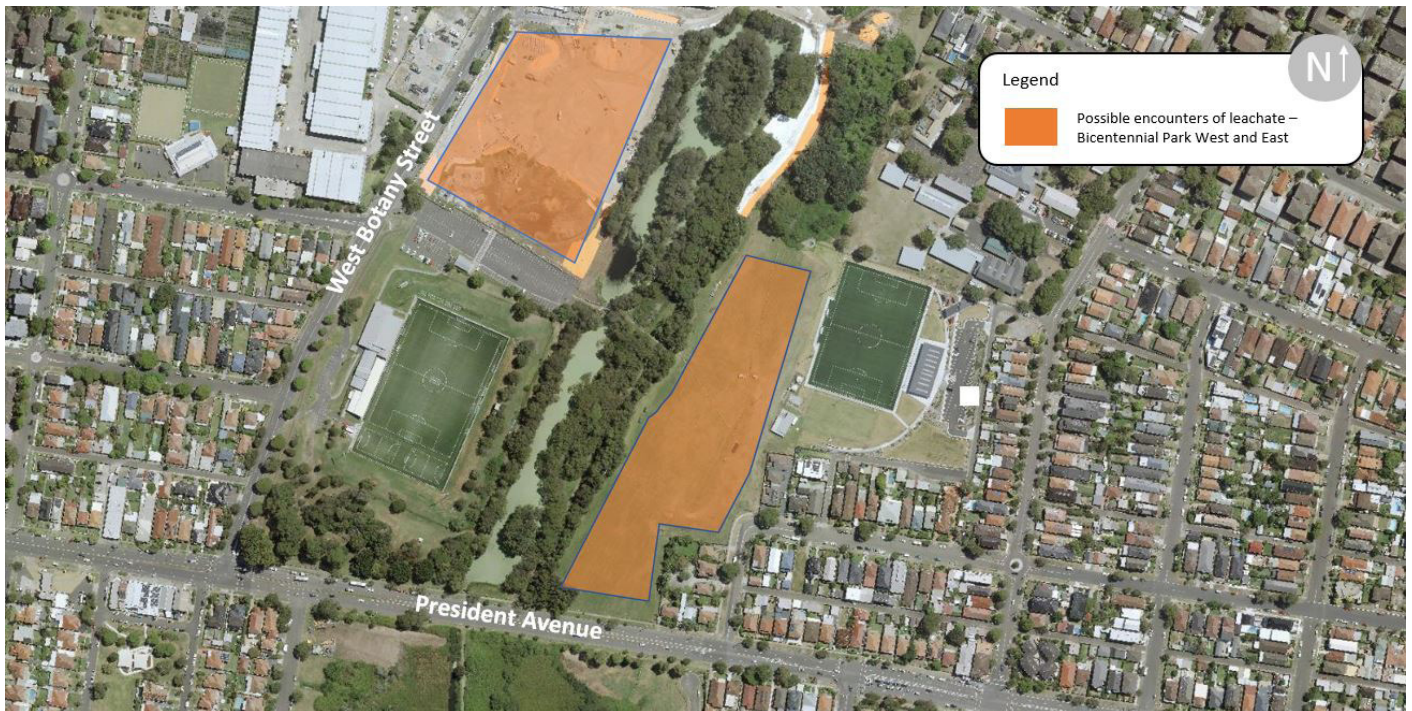 Legend
N
Possible encounters of leachate –
Bicentennial Park West and East
West Botany Street
President Avenue